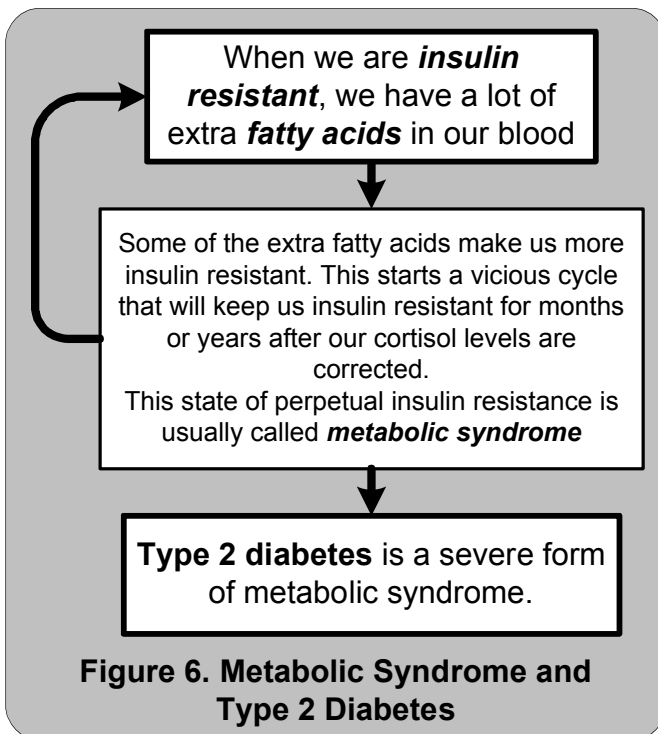 When we are insulin
resistant, we have a lot of
extra fatty acids in our blood
Some of the extra fatty acids make us more
insulin resistant. This starts a vicious cycle
that will keep us insulin resistant for months
or years after our cortisol levels are
corrected.
This state of perpetual insulin resistance is
usually called metabolic syndrome
Type 2 diabetes is a severe form
of metabolic syndrome.
Figure 6. Metabolic Syndrome and
Type 2 Diabetes